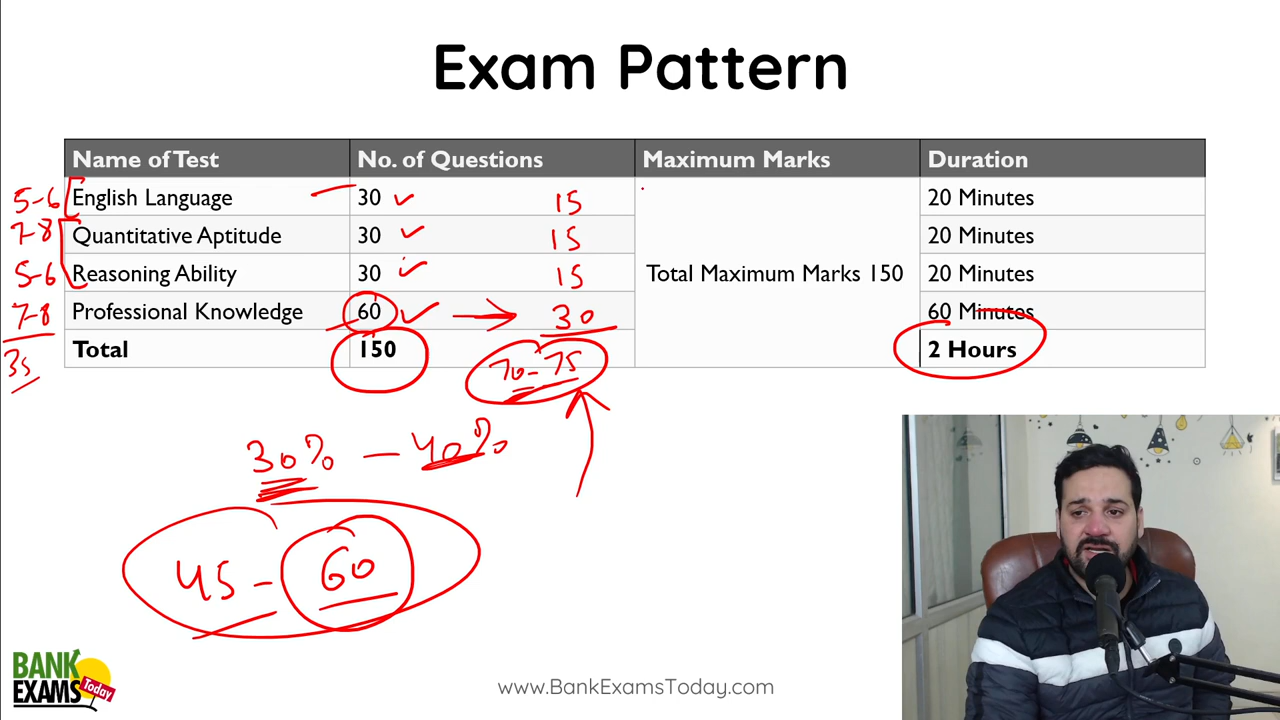 Exam Pattern
Name of Test No. of Questions Maximum Marks Duration
5-6 English Language 30 15 20 Minutes
7-8 Quantitative Aptitude 30 15 20 Minutes
5-6 Reasoning Ability 30 15 Total Maximum Marks 150 20 Minutes
7-8 Professional Knowledge 60 30 60 Minutes
Total 150 2 Hours
35 70-75
30% - 40%
45-60
BANK
EXAMS Today
www.BankExamsToday.com